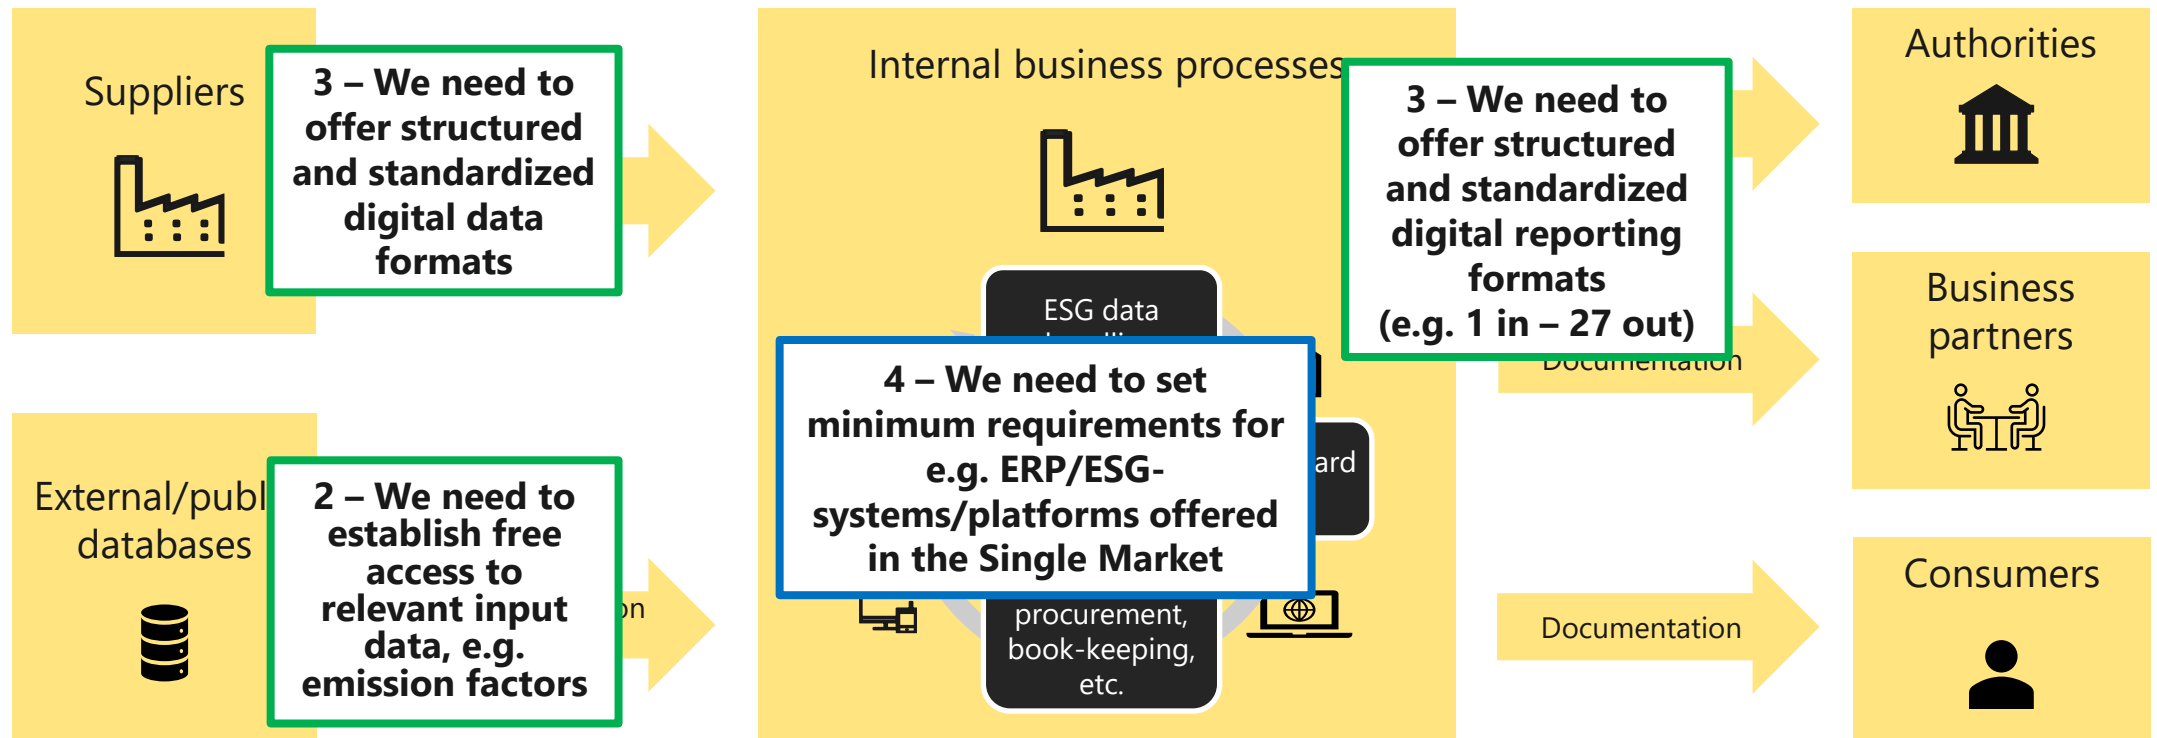 Suppliers
3 – We need to
offer structured
and standardized
digital data
formats
External/publ
databases
2 – We need to
establish free
access to
relevant input
data, e.g.
emission factors
Internal business processes
ESG data
4 – We need to set
minimum requirements for
e.g. ERP/ESG-
systems/platforms offered
in the Single Market
procurement,
book-keeping,
etc.
3 – We need to
offer structured
and standardized
digital reporting
formats
(e.g. 1 in – 27 out)
Documentation
Documentation
Authorities
Business
partners
Consumers